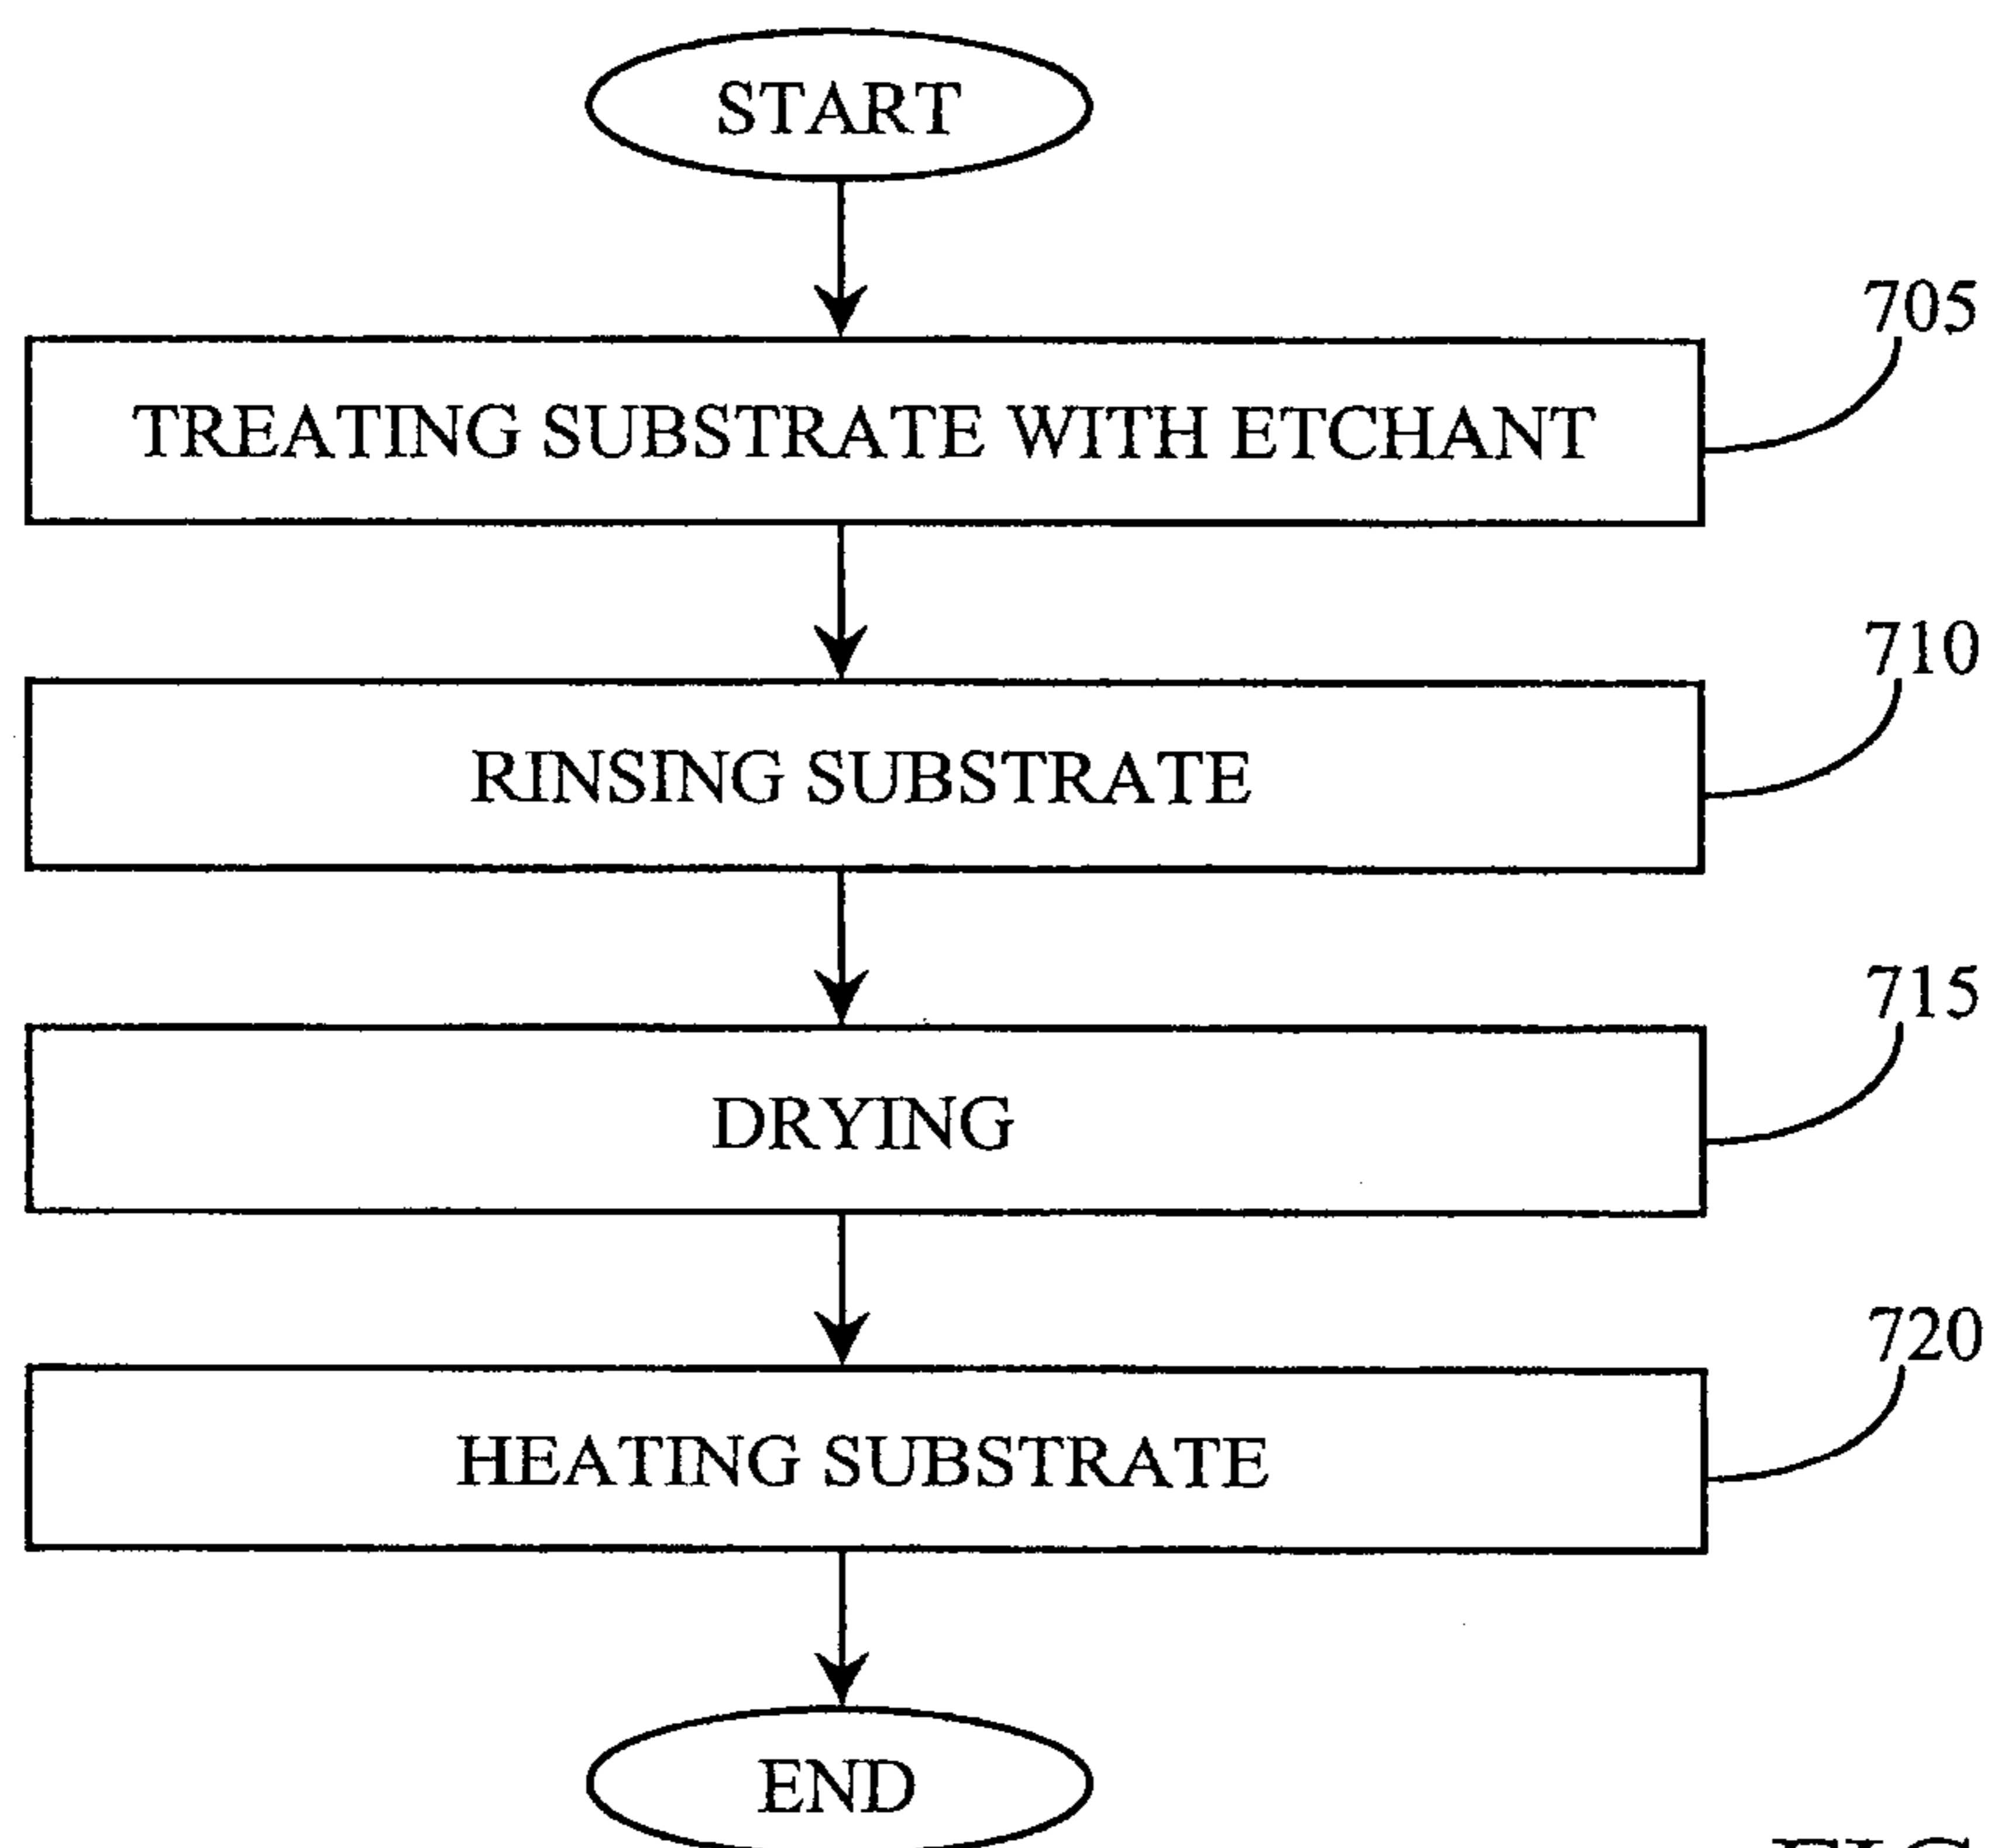 START
705
TREATING SUBSTRATE WITH ETCHANT
710
RINSING SUBSTRATE
715
DRYING
720
HEATING SUBSTRATE
END